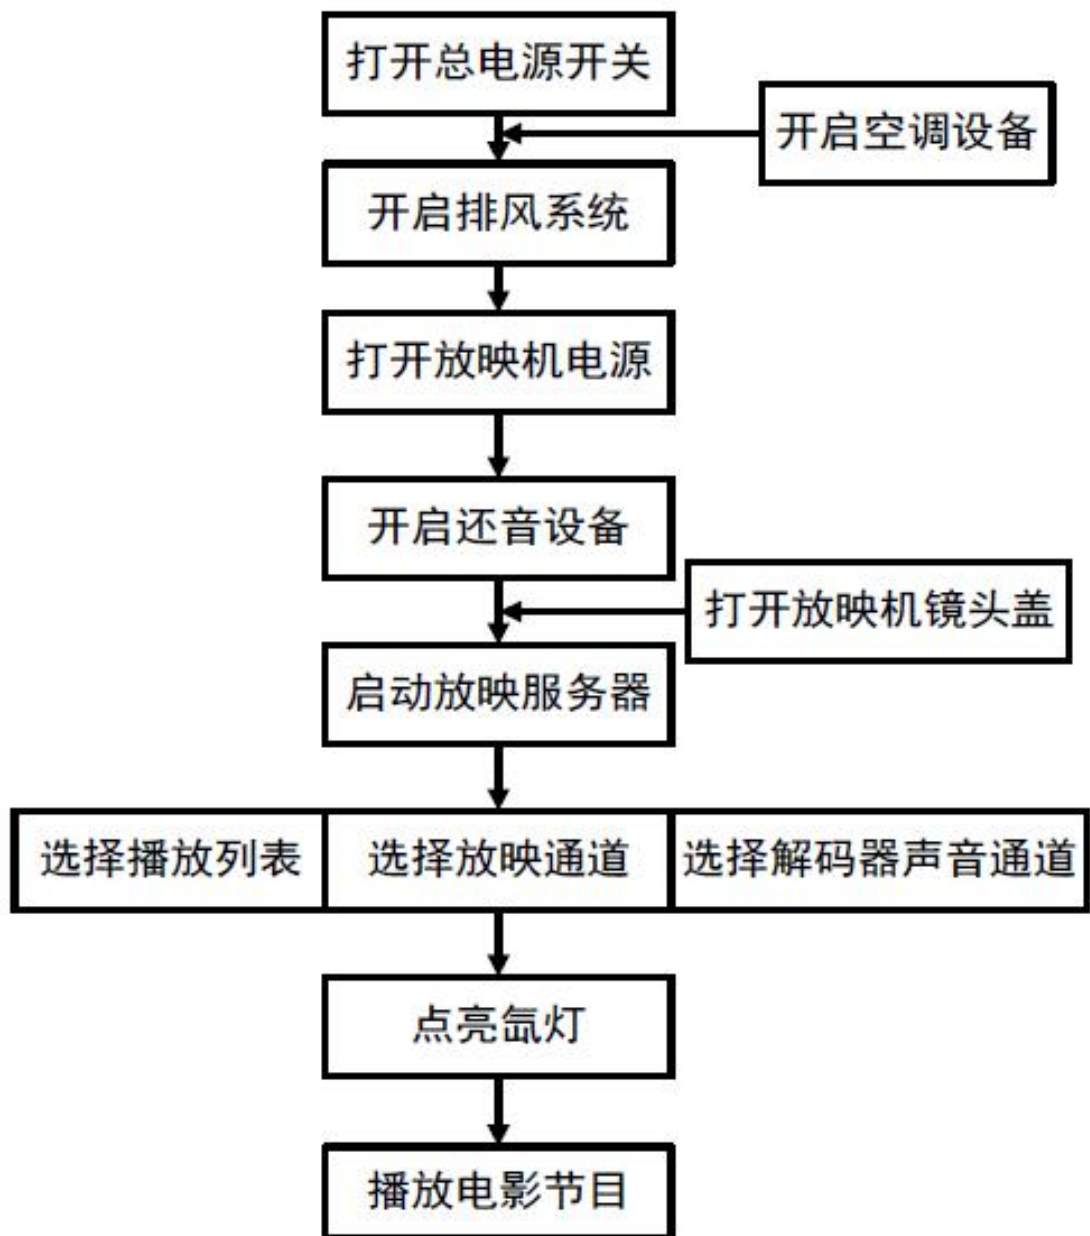 打开总电源开关
开启空调设备
开启排风系统
打开放映机电源
开启还音设备
打开放映机镜头盖
启动放映服务器
选择播放列表
选择放映通道
选择解码器声音通道
点亮氙灯
播放电影节目